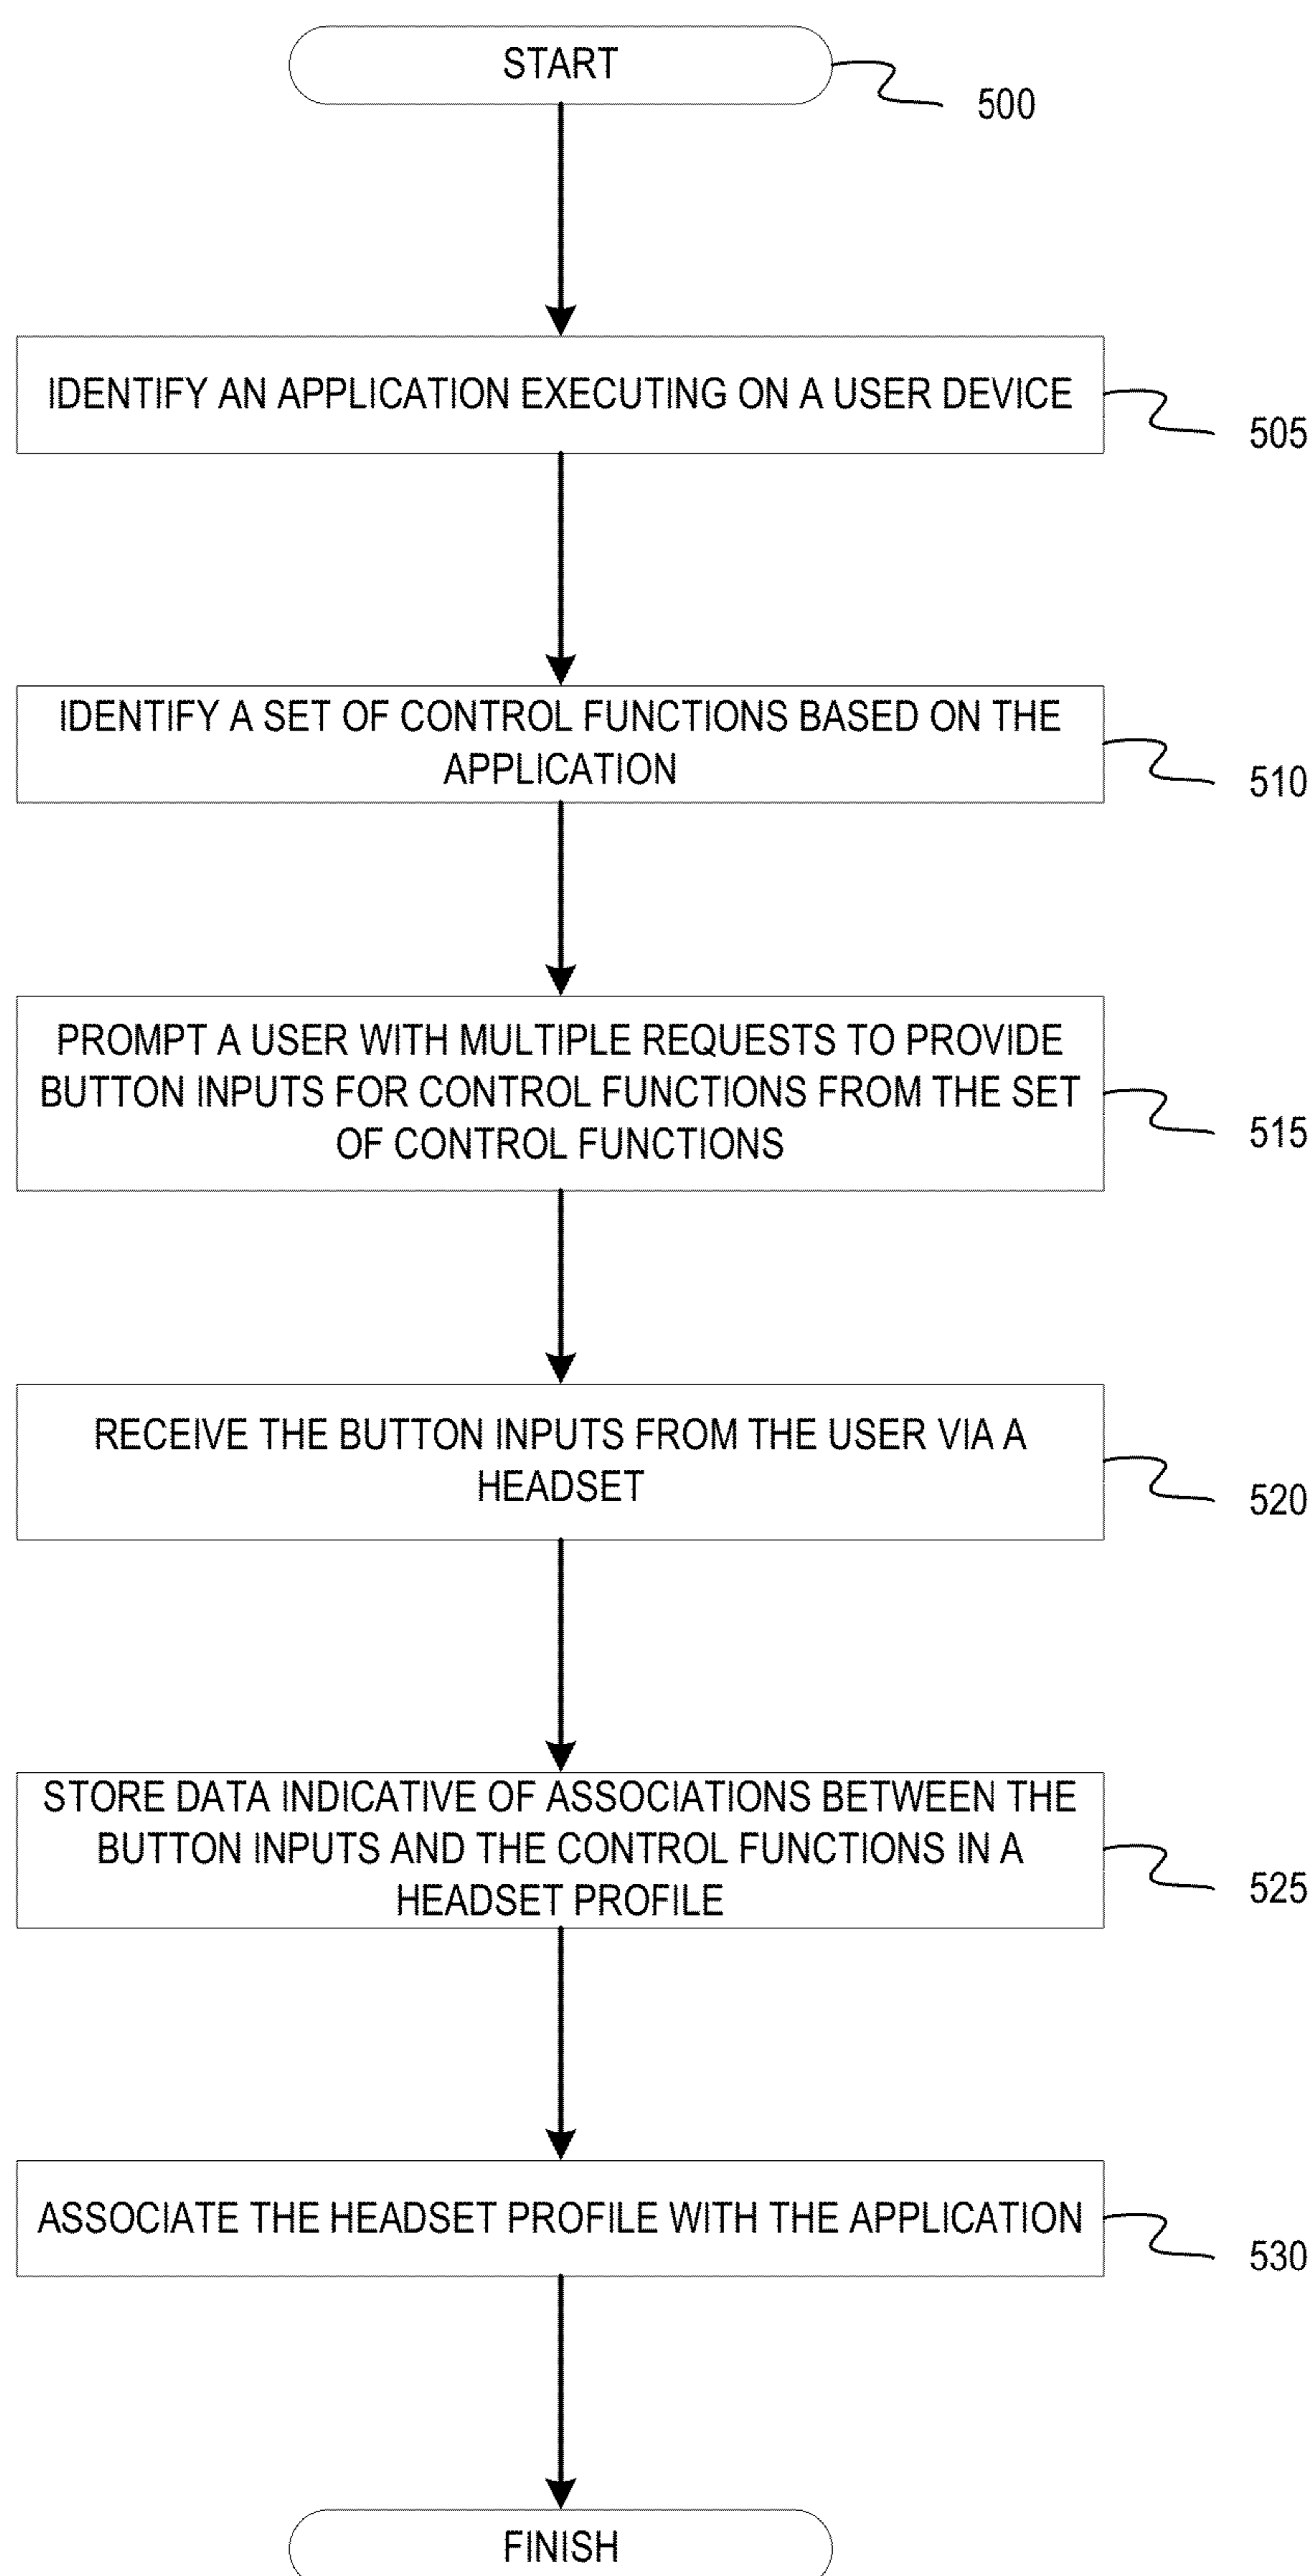 START
500
IDENTIFY AN APPLICATION EXECUTING ON A USER DEVICE
505
IDENTIFY A SET OF CONTROL FUNCTIONS BASED ON THE
APPLICATION
510
PROMPT A USER WITH MULTIPLE REQUESTS TO PROVIDE
BUTTON INPUTS FOR CONTROL FUNCTIONS FROM THE SET
OF CONTROL FUNCTIONS
515
RECEIVE THE BUTTON INPUTS FROM THE USER VIA A
HEADSET
520
STORE DATA INDICATIVE OF ASSOCIATIONS BETWEEN THE
BUTTON INPUTS AND THE CONTROL FUNCTIONS IN A
HEADSET PROFILE
525
ASSOCIATE THE HEADSET PROFILE WITH THE APPLICATION
530
FINISH